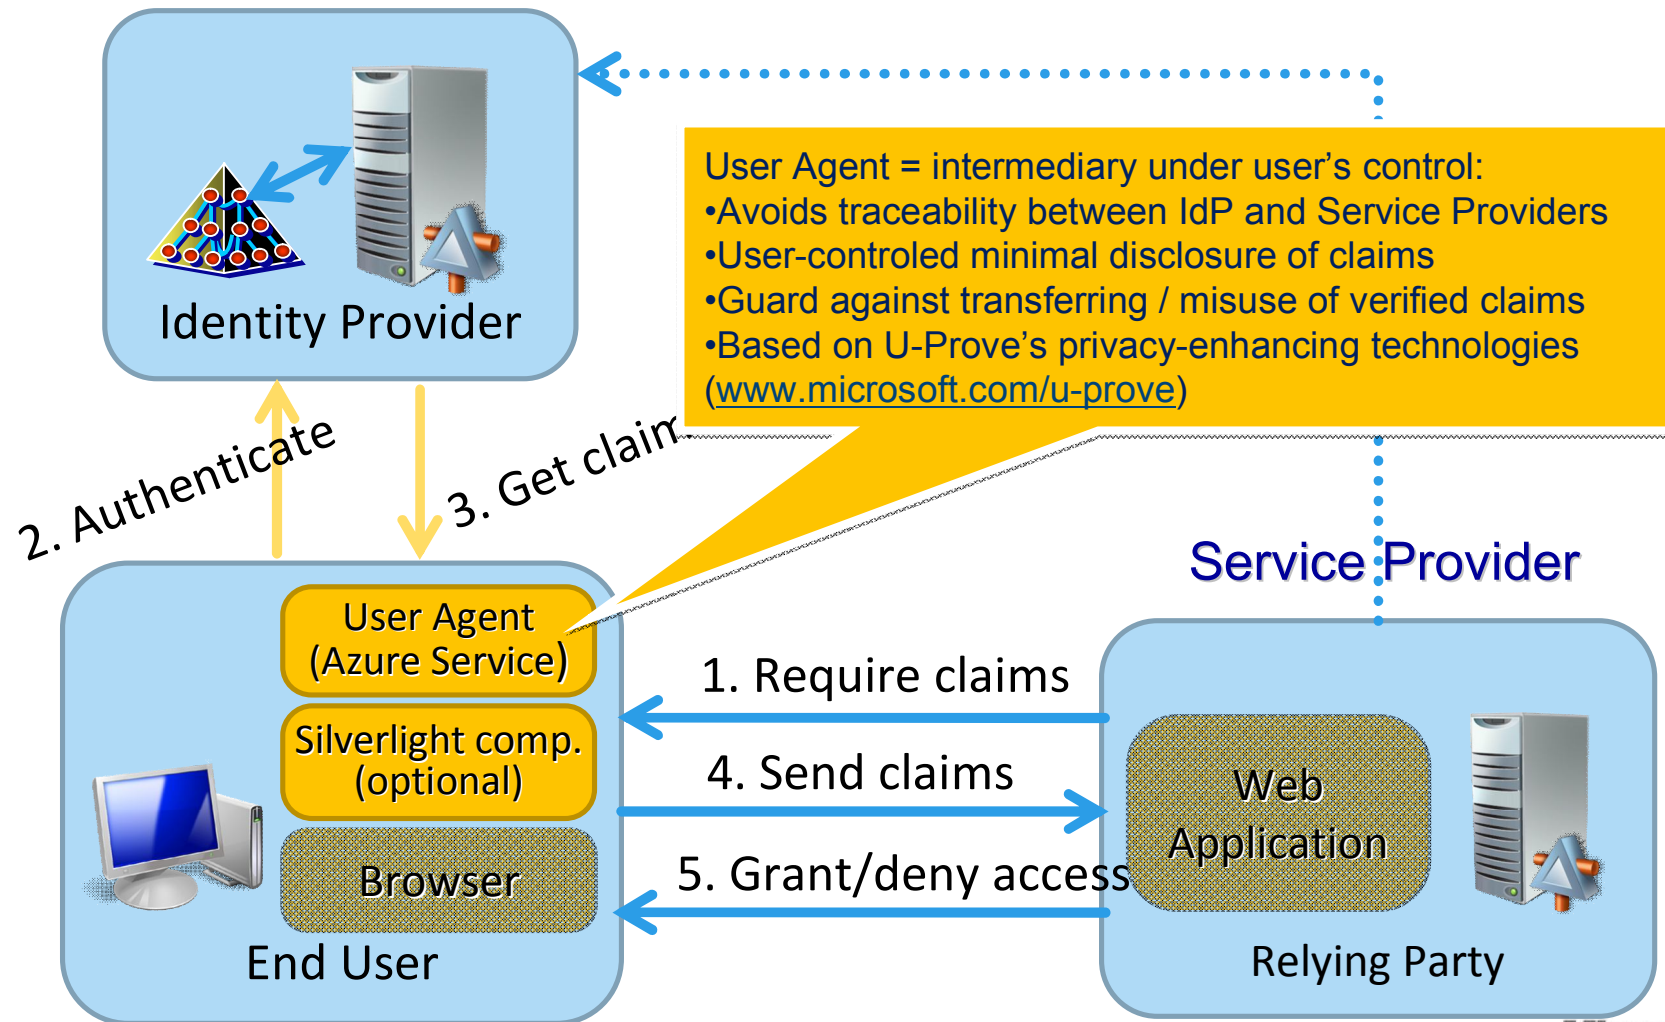 User Agent = intermediary under user’s control:
•Avoids traceability between IdP and Service Providers
•User-controled minimal disclosure of claims
•Guard against transferring / misuse of verified claims
•Based on U-Prove’s privacy-enhancing technologies
(www.microsoft.com/u-prove)
Identity Provider
2. Authenticate
3. Get claim
Service Provider
User Agent
(Azure Service)
Silverlight comp.
(optional)
Browser
End User
1. Require claims
4. Send claims
5. Grant/deny access
Web
Application
Relying Party